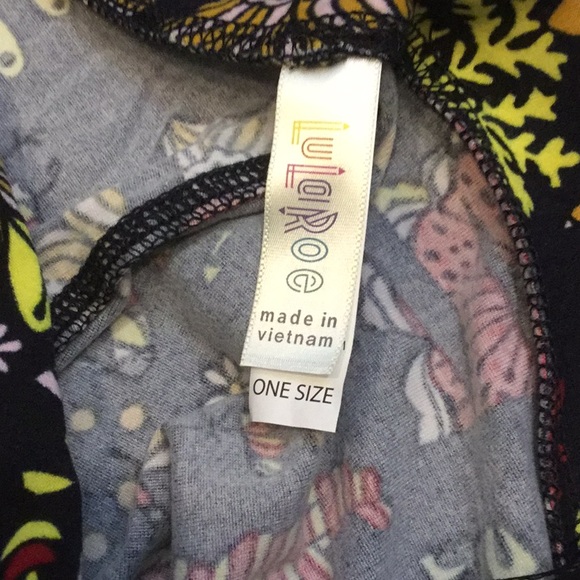 LuLaRoe
made in
vietnam
ONE SIZE